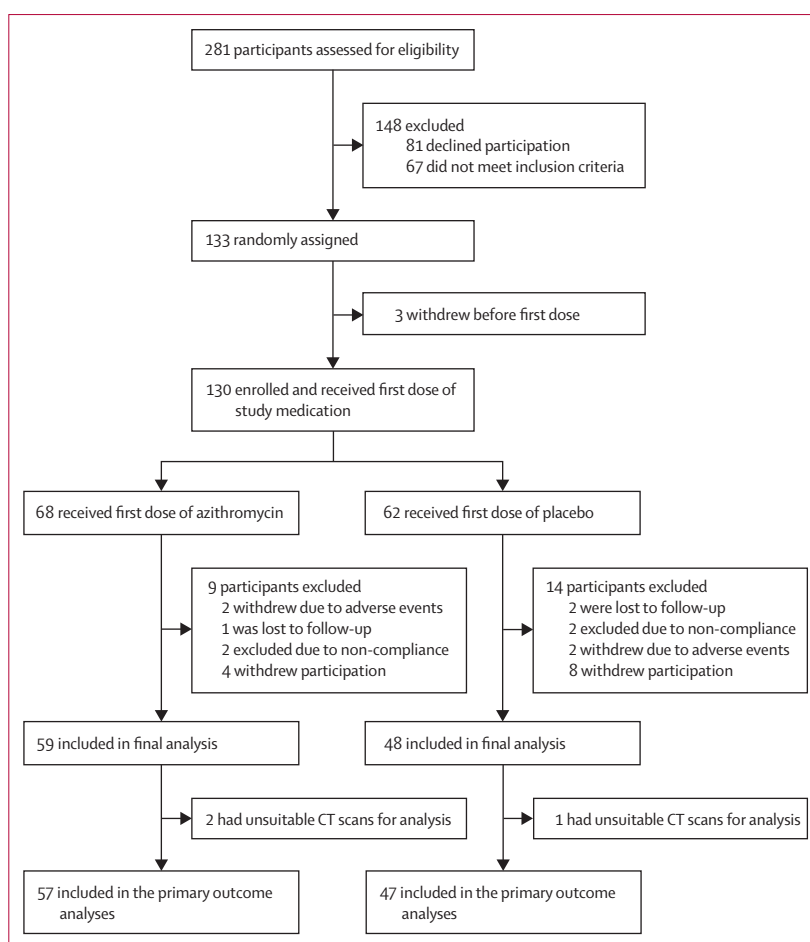 281 participants assessed for eligibility
148 excluded
81 declined participation
67 did not meet inclusion criteria
133 randomly assigned
3 withdrew before first dose
130 enrolled and received first dose of
study medication
68 received first dose of azithromycin
62 received first dose of placebo
9 participants excluded
2 withdrew due to adverse events
1 was lost to follow-up
2 excluded due to non-compliance
4 withdrew participation
14 participants excluded
2 were lost to follow-up
2 excluded due to non-compliance
2 withdrew due to adverse events
8 withdrew participation
59 included in final analysis
48 included in final analysis
2 had unsuitable CT scans for analysis
1 had unsuitable CT scans for analysis
57 included in the primary outcome
analyses
47 included in the primary outcome
analyses